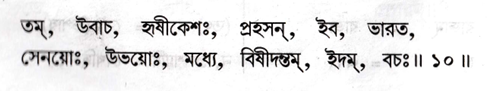 তম্, উবাচ, হৃষীকেশঃ, প্রহসন্, ইব, ভারত,
সেনয়োঃ, উভয়োঃ, মধ্যে, বিষীদন্তম্, ইদম্, বচঃ॥ ১০॥